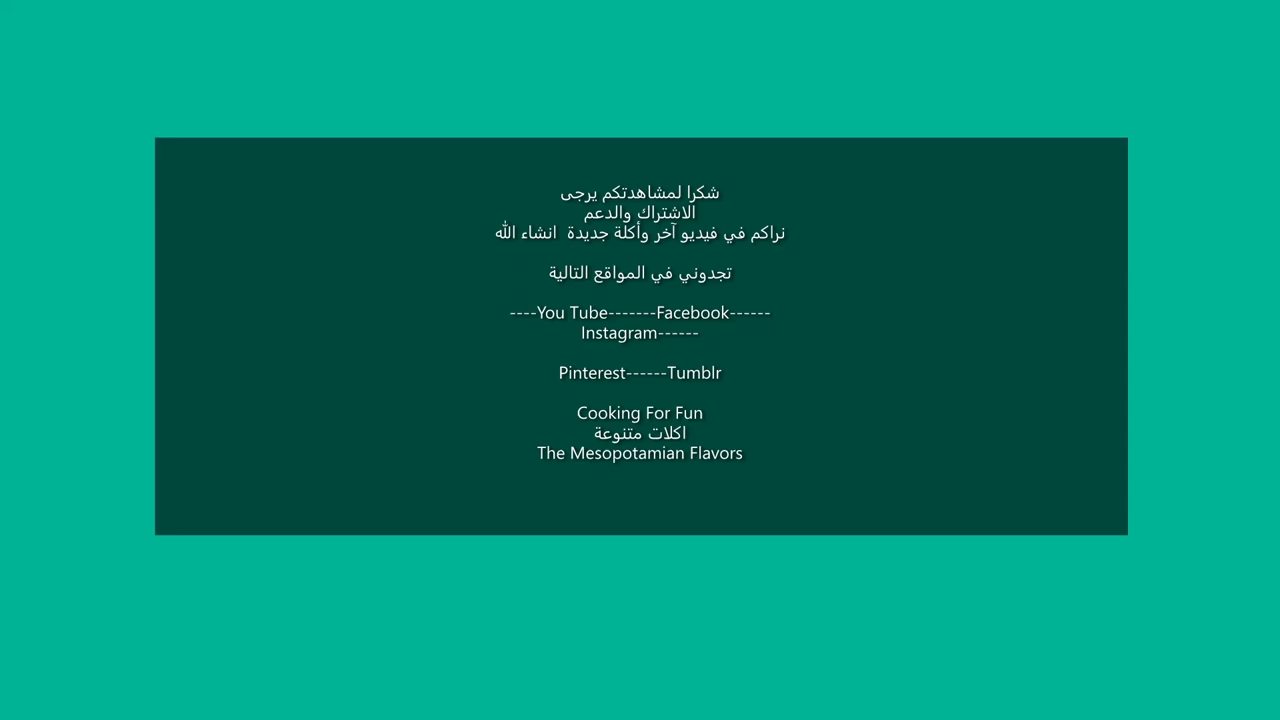 شكرا لمشاهدتكم يرجى
الاشتراك والدعم
نراكم في فيديو آخر وأكلة جديدة  انشاء الله
تجدوني في المواقع التالية
----You Tube-------Facebook------
Instagram------
Pinterest------Tumblr
Cooking For Fun
اكلات متنوعة
The Mesopotamian Flavors